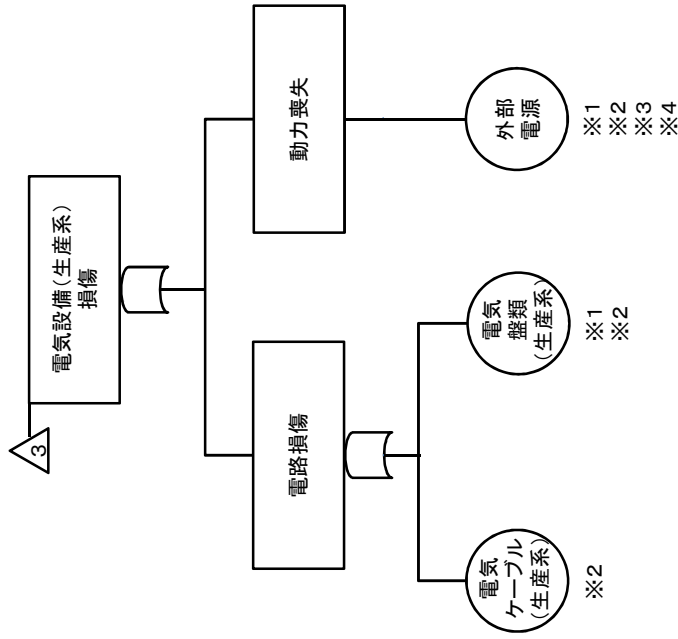 3
電気設備(生産系)
損傷
電路損傷
動力喪失
電気
ケーブル
(生産系)
※2
電気
盤類
(生産系)
※1
※2
外部
電源
※1
※2
※3
※4